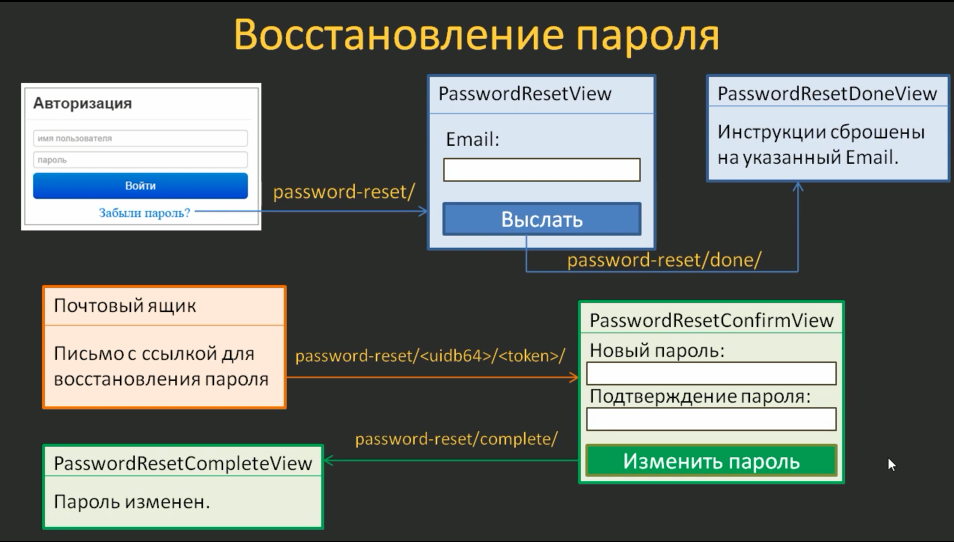 Восстановление пароля
Авторизация
имя пользователя
пароль
Войти
Забыли пароль?
password-reset/
PasswordResetView
Email:
Выслать
password-reset/done/
PasswordResetDoneView
Инструкции сброшены
на указанный Email.
Почтовый ящик
Письмо с ссылкой для
восстановления пароля
password-reset/<uidb64>/<token>/
PasswordResetConfirmView
Новый пароль:
Подтверждение пароля:
Изменить пароль
password-reset/complete/
PasswordResetCompleteView
Пароль изменен.